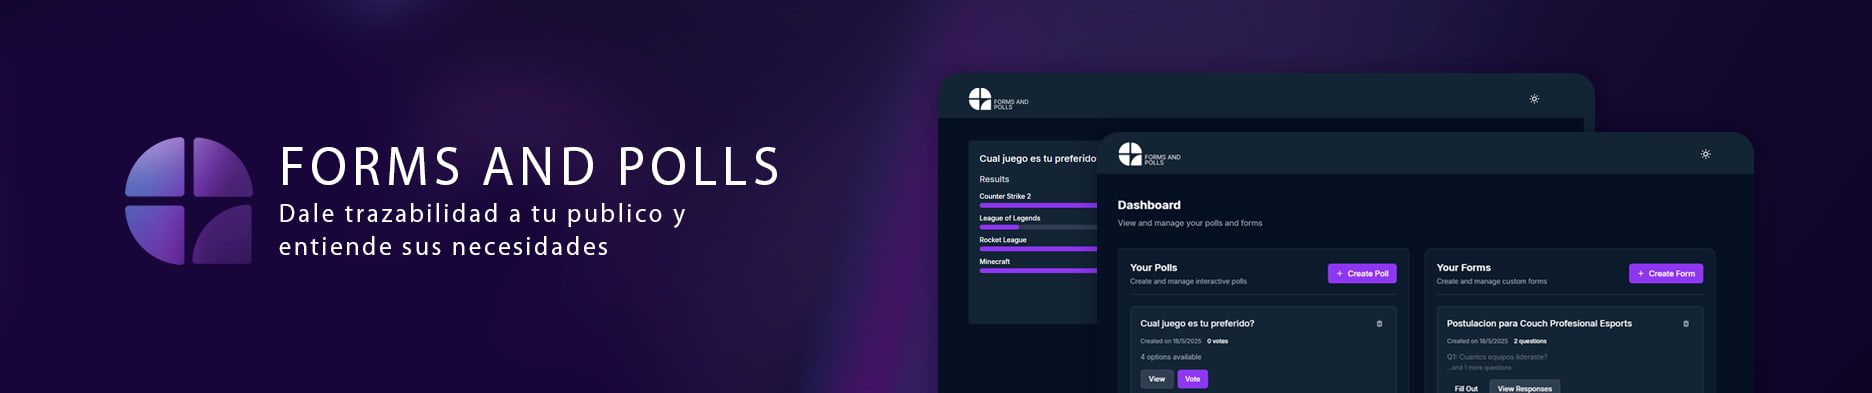 FORMS AND POLLS
Dale trazabilidad a tu publico y
entiende sus necesidades
FORMS AND
POLLS
Cual juego es tu preferido?
Results
Counter Strike 2
League of Legends
Rocket League
Minecraft
FORMS AND
POLLS
Dashboard
View and manage your polls and forms
Your Polls
Create and manage interactive polls
+ Create Poll
Cual juego es tu preferido?
Created on 18/5/2025 0 votes
4 options available
View Vote
Your Forms
Create and manage custom forms
+ Create Form
Postulacion para Couch Profesional Esports
Created on 18/5/2025 2 questions
Q1: Cuantos equipos lideraste?
...and 1 more questions
Fill Out View Responses